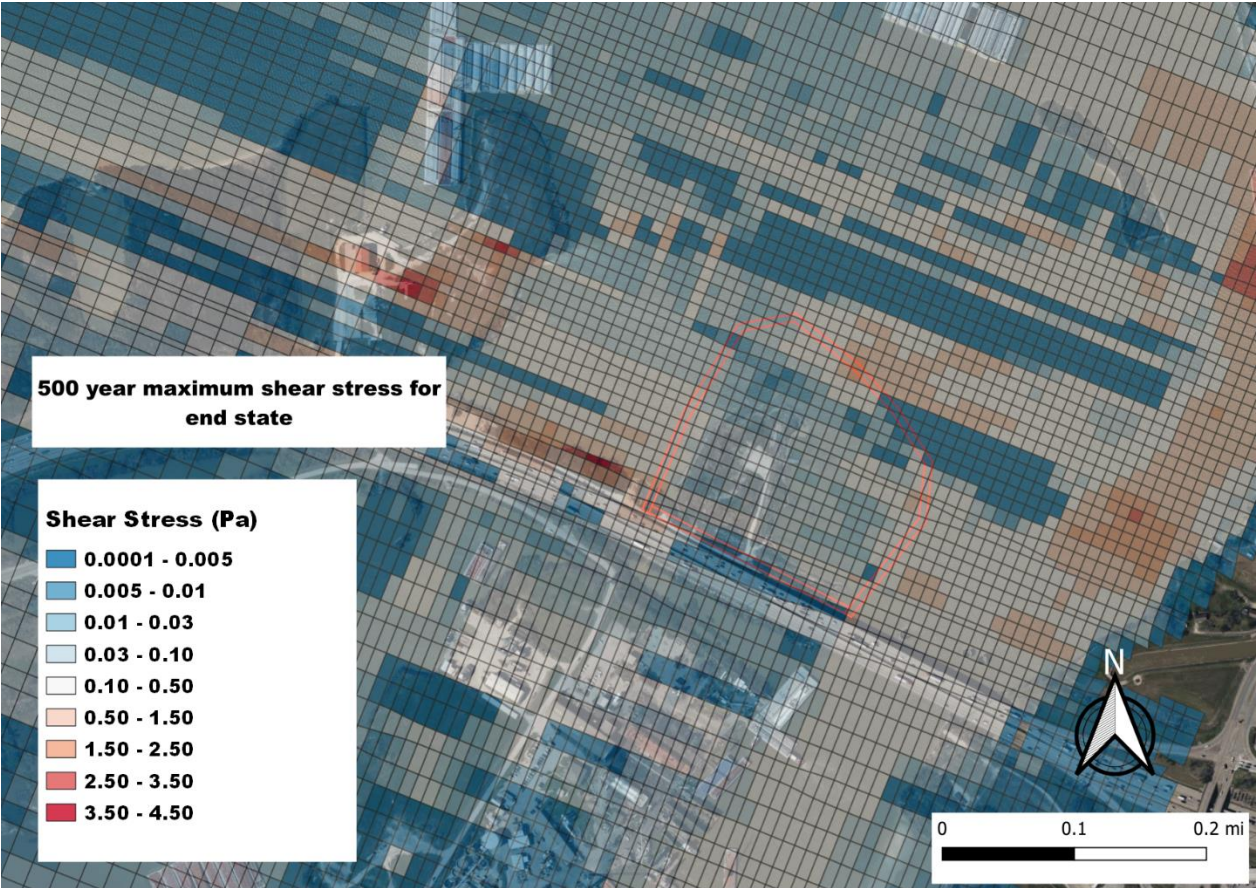 500 year maximum shear stress for
end state
Shear Stress (Pa)
0.0001 - 0.005
0.005 - 0.01
0.01 - 0.03
0.03 - 0.10
0.10 - 0.50
0.50 - 1.50
1.50 - 2.50
2.50 - 3.50
3.50 - 4.50
N
0 0.1 0.2 mi